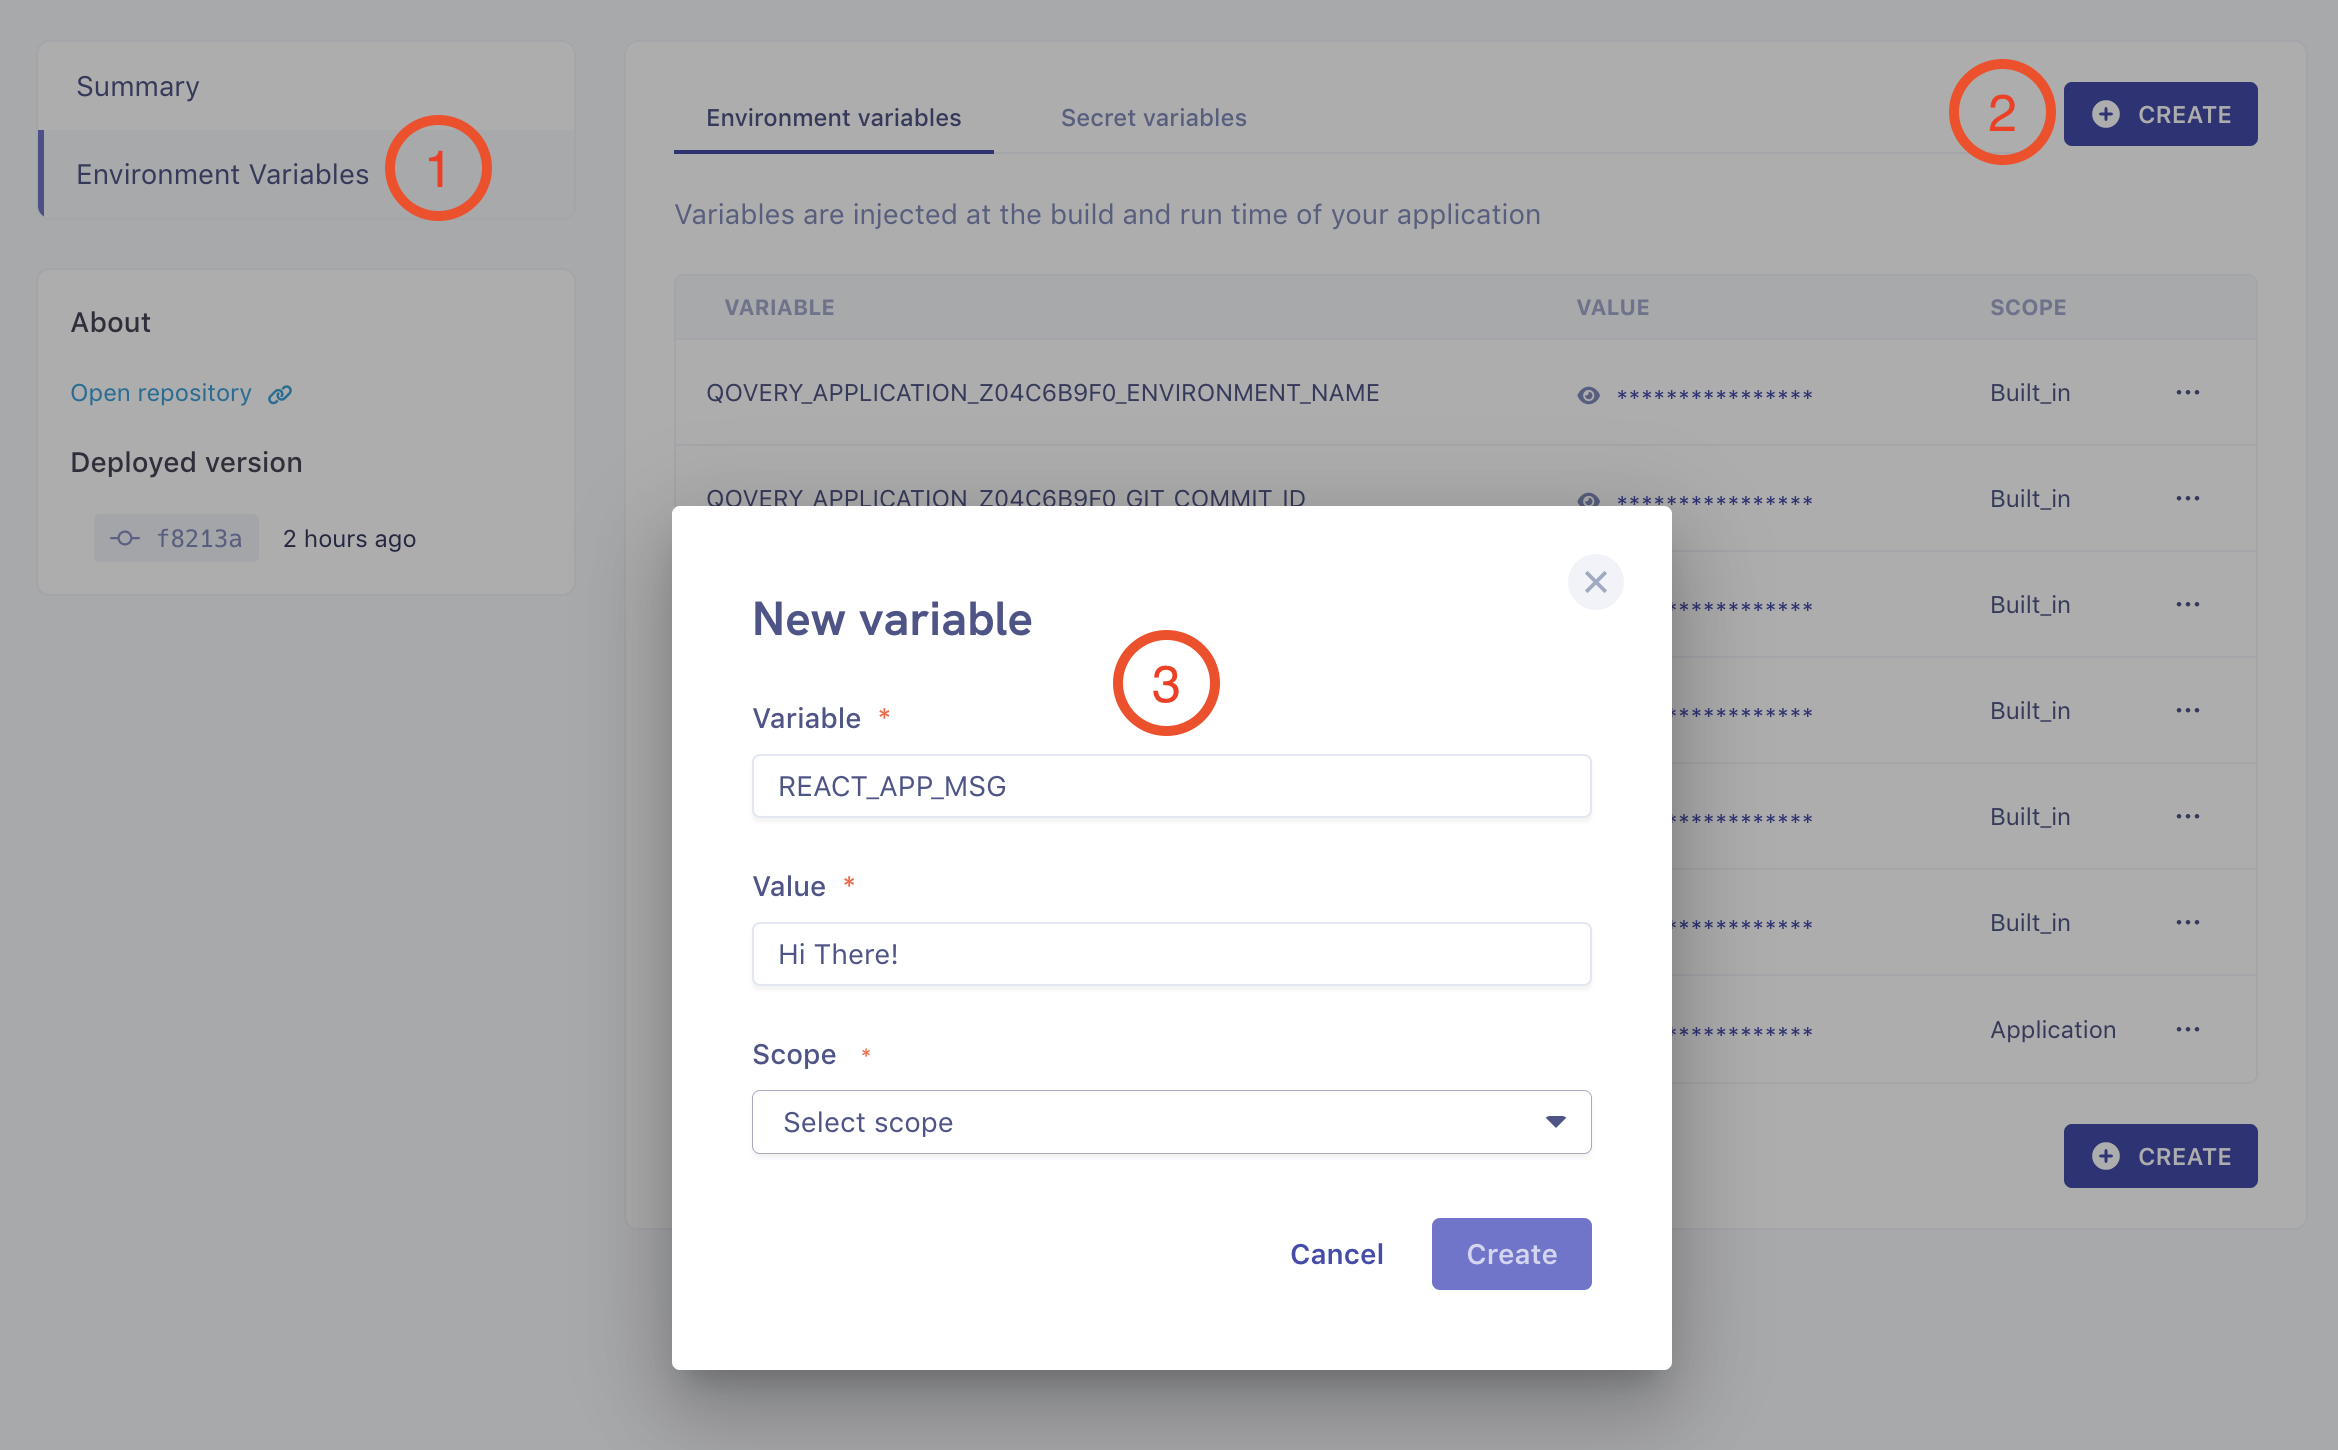 Summary
Environment Variables
1
About
Open repository
Deployed version
f8213a 2 hours ago
Environment variables Secret variables
2
CREATE
Variables are injected at the build and run time of your application
VARIABLE VALUE SCOPE
QOVERY_APPLICATION_Z04C6B9F0_ENVIRONMENT_NAME **************** Built_in ...
QOVERY_APPLICATION_Z04C6B9F0_GIT_COMMIT_ID **************** Built_in ...
************ Built_in ...
************ Built_in ...
************ Built_in ...
************ Built_in ...
************ Application ...
CREATE
New variable
3
Variable *
REACT_APP_MSG
Value *
Hi There!
Scope *
Select scope
Cancel Create